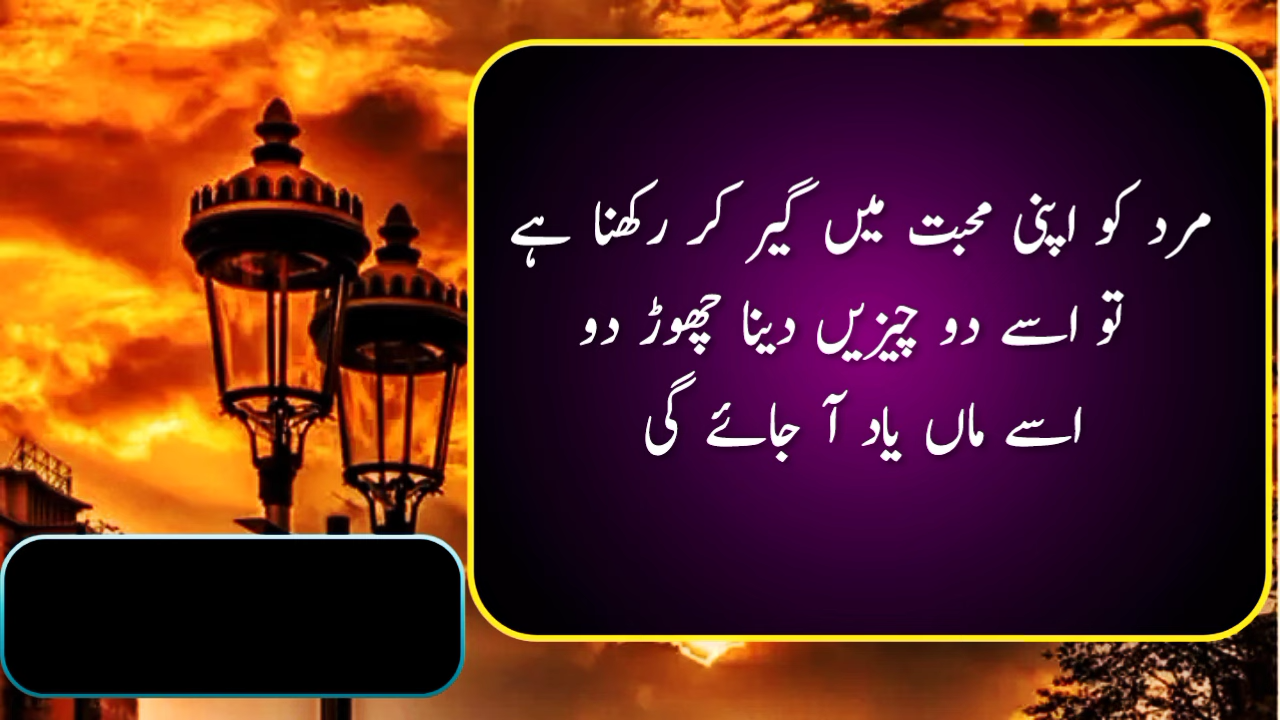 مرد کو اپنی محبت میں گیر کر رکھنا ہے
تو اسے دو چیزیں دینا چھوڑ دو
اسے ماں یاد آ جائے گی